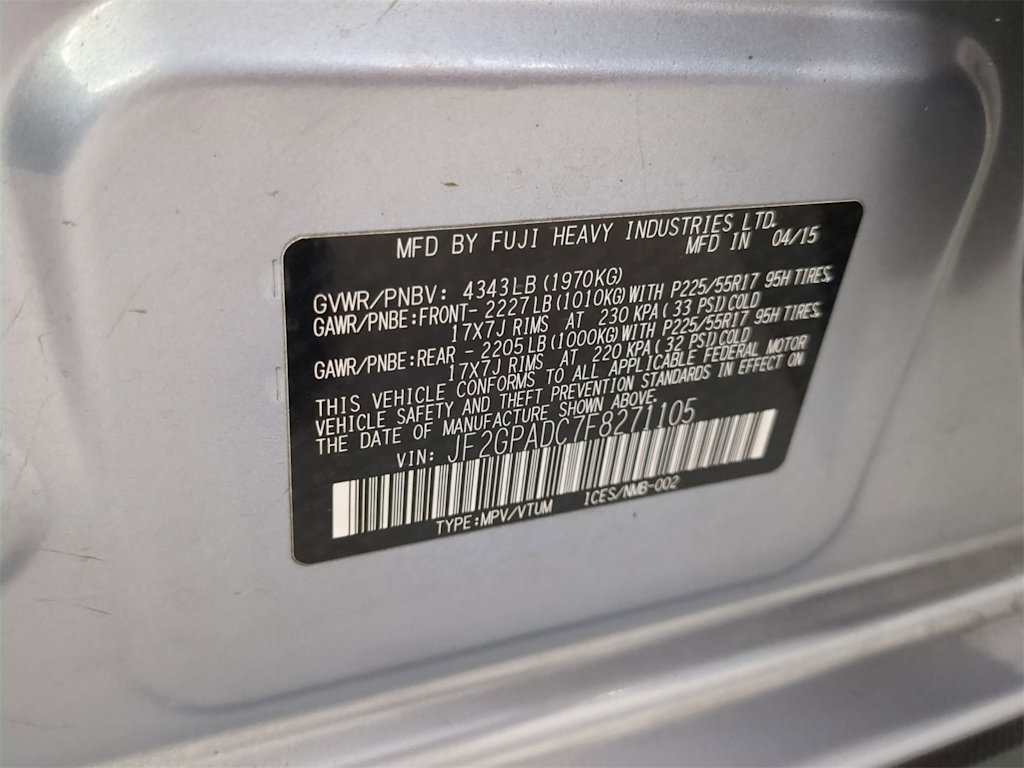 MFD BY FUJI HEAVY INDUSTRIES LTD.
MFD IN 04/15
GVWR/PNBV: 4343LB (1970KG)
GAWR/PNBE:FRONT- 2227LB (1010KG) WITH P225/55R17 95H TIRES,
17X7J RIMS AT 230 KPA (33 PSI) COLD
GAWR/PNBE:REAR - 2205LB (1000KG) WITH P225/55R17 95H TIRES,
17X7J RIMS AT 220 KPA (32 PSI) COLD
THIS VEHICLE CONFORMS TO ALL APPLICABLE FEDERAL MOTOR
VEHICLE SAFETY AND THEFT PREVENTION STANDARDS IN EFFECT ON
THE DATE OF MANUFACTURE SHOWN ABOVE.
VIN: JF2GPADC7F8271105
TYPE:MPV/VTUM ICES/NMB-002